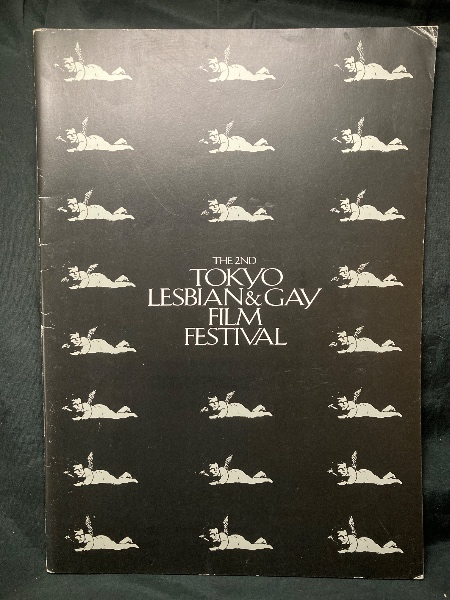 THE 2ND
TOKYO
LESBIAN & GAY
FILM
FESTIVAL